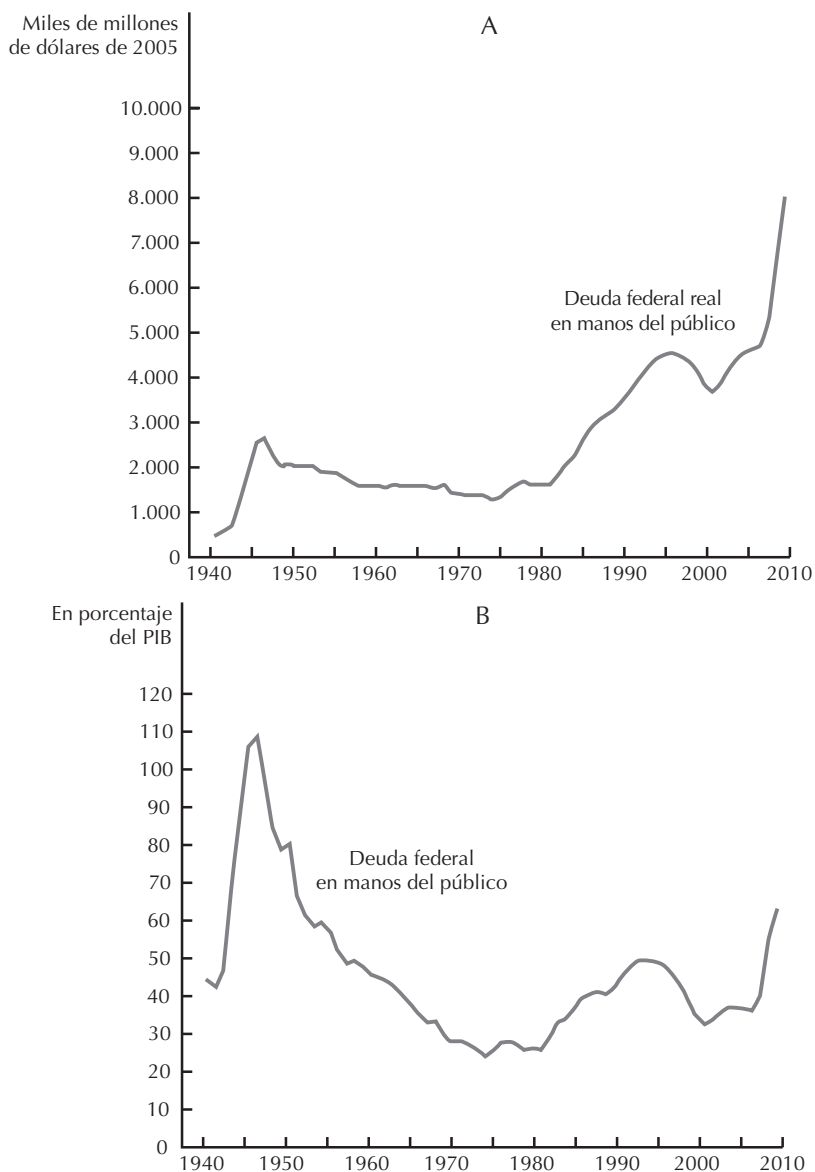 Miles de millones
de dólares de 2005
A
10.000
9.000
8.000
7.000
6.000
5.000
4.000
3.000
2.000
1.000
0
Deuda federal real
en manos del público
1940 1950 1960 1970 1980 1990 2000 2010
En porcentaje
del PIB
B
120
110
100
90
80
70
60
50
40
30
20
10
0
Deuda federal
en manos del público
1940 1950 1960 1970 1980 1990 2000 2010